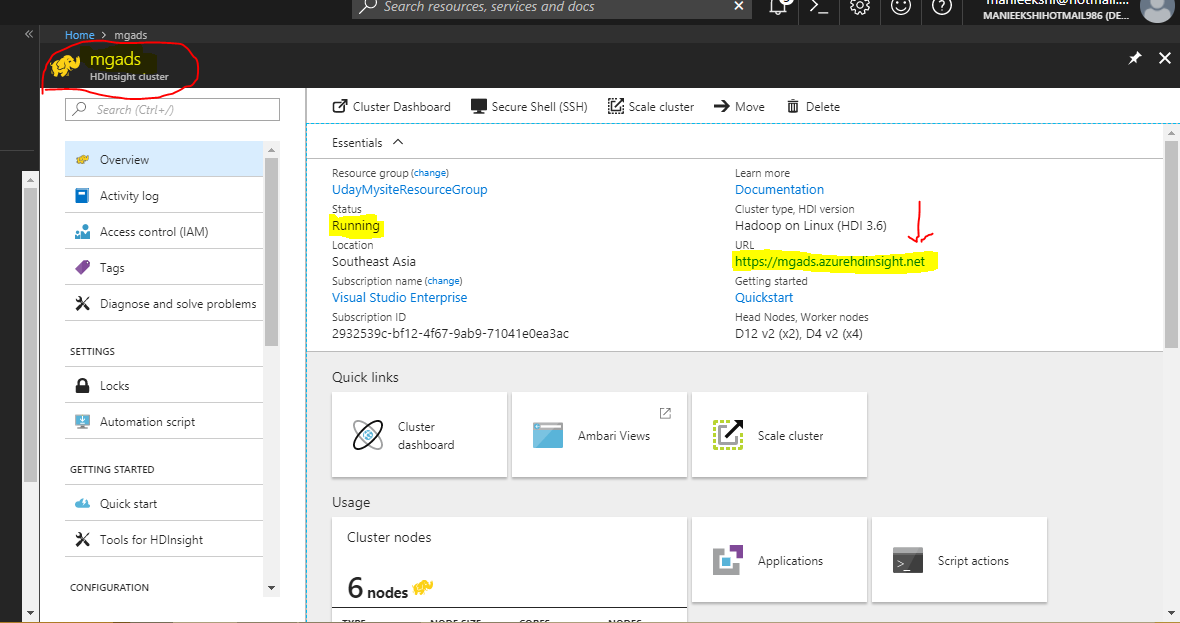 Search resources, services and dofs
manieekshi@hotmail....
MANIEEKSHIHOTMAIL986 (DE...
Home > mgads
mgads
HDInsight cluster
Search (Ctrl+/)
Overview
Activity log
Access control (IAM)
Tags
Diagnose and solve problems
SETTINGS
Locks
Automation script
GETTING STARTED
Quick start
Tools for HDInsight
CONFIGURATION
Cluster Dashboard
Secure Shell (SSH)
Scale cluster
Move
Delete
Essentials
Resource group (change)
UdayMysiteResourceGroup
Status
Running
Location
Southeast Asia
Subscription name (change)
Visual Studio Enterprise
Subscription ID
2932539c-bf12-4f67-9ab9-71041e0ea3ac
Learn more
Documentation
Cluster type, HDI version
Hadoop on Linux (HDI 3.6)
URL
https://mgads.azurehdinsight.net
Getting started
Quickstart
Head Nodes, Worker nodes
D12 v2 (x2), D4 v2 (x4)
Quick links
Cluster
dashboard
Ambari Views
Scale cluster
Usage
Cluster nodes
6 nodes
TYPE NODE SIZE CORES NODES
Applications
Script actions